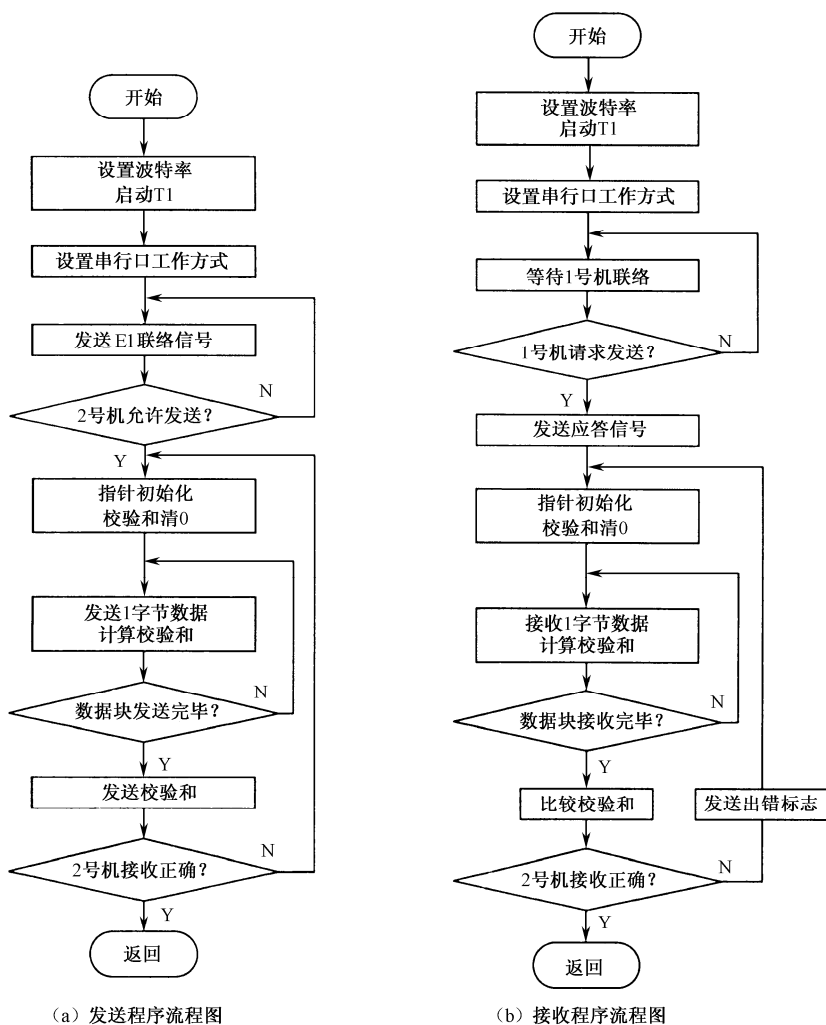 开始
设置波特率
启动T1
设置串行口工作方式
发送E1联络信号
N
2号机允许发送？
Y
指针初始化
校验和清0
发送1字节数据
计算校验和
N
数据块发送完毕？
Y
发送校验和
N
2号机接收正确？
Y
返回
（a）发送程序流程图
开始
设置波特率
启动T1
设置串行口工作方式
等待1号机联络
N
1号机请求发送？
Y
发送应答信号
指针初始化
校验和清0
接收1字节数据
计算校验和
N
数据块接收完毕？
Y
比较校验和
发送出错标志
N
2号机接收正确？
Y
返回
（b）接收程序流程图